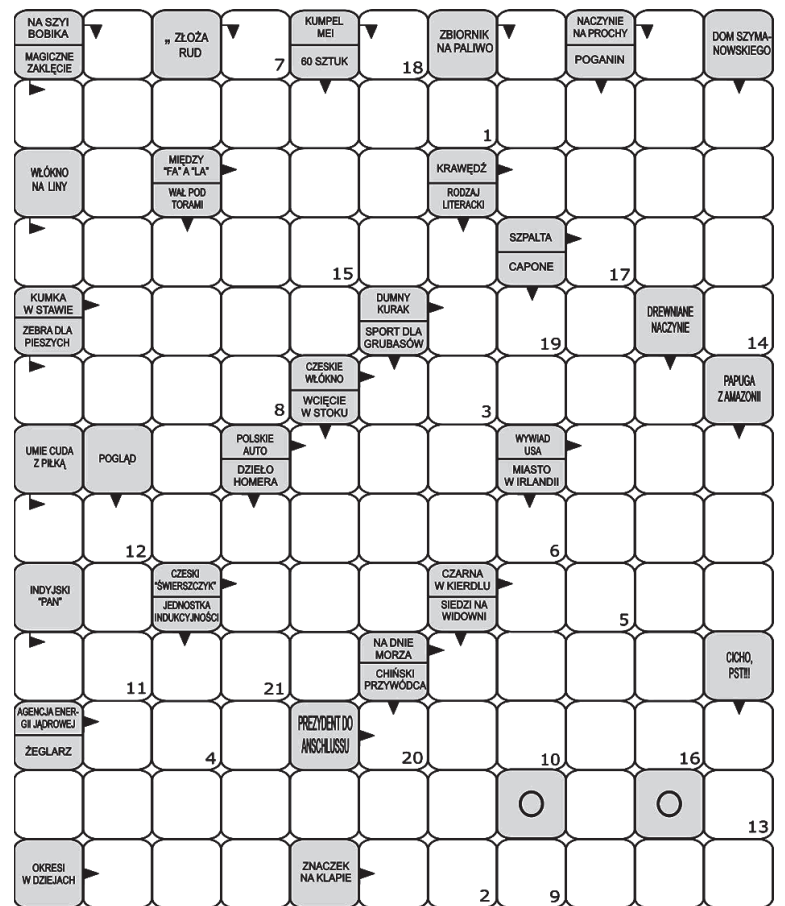 NA SZYI
BOBIKA
MAGICZNE
ZAKLĘCIE
„ ZŁOŻA
RUD
7
KUMPEL
MEI
60 SZTUK
18
ZBIORNIK
NA PALIWO
NACZYNIE
NA PROCHY
POGANIN
DOM SZYMA-
NOWSKIEGO
1
WŁÓKNO
NA LINY
MIĘDZY
"FA" A "LA"
WAŁ POD
TORAMI
KRAWĘDŹ
RODZAJ
LITERACKI
15
SZPALTA
CAPONE
17
KUMKA
W STAWIE
ZEBRA DLA
PIESZYCH
DUMNY
KURAK
SPORT DLA
GRUBASÓW
19
DREWNIANE
NACZYNIE
14
8
CZESKIE
WŁÓKNO
WCIĘCIE
W STOKU
3
PAPUGA
Z AMAZONII
UMIE CUDA
Z PIŁKĄ
POGLĄD
POLSKIE
AUTO
DZIEŁO
HOMERA
WYWIAD
USA
MIASTO
W IRLANDII
12
6
INDYJSKI
"PAN"
CZESKI
"ŚWIERSZCZYK"
JEDNOSTKA
INDUKCYJNOŚCI
CZARNA
W KIERDLU
SIEDZI NA
WIDOWNI
5
11
21
NA DNIE
MORZA
CHIŃSKI
PRZYWÓDCA
CICHO,
PST!!!
AGENCJA ENER-
GII JĄDROWEJ
ŻEGLARZ
4
PREZYDENT DO
ANSCHLUSSU
20
10
16
O
O
13
OKRESI
W DZIEJACH
ZNACZEK
NA KLAPIE
2
9